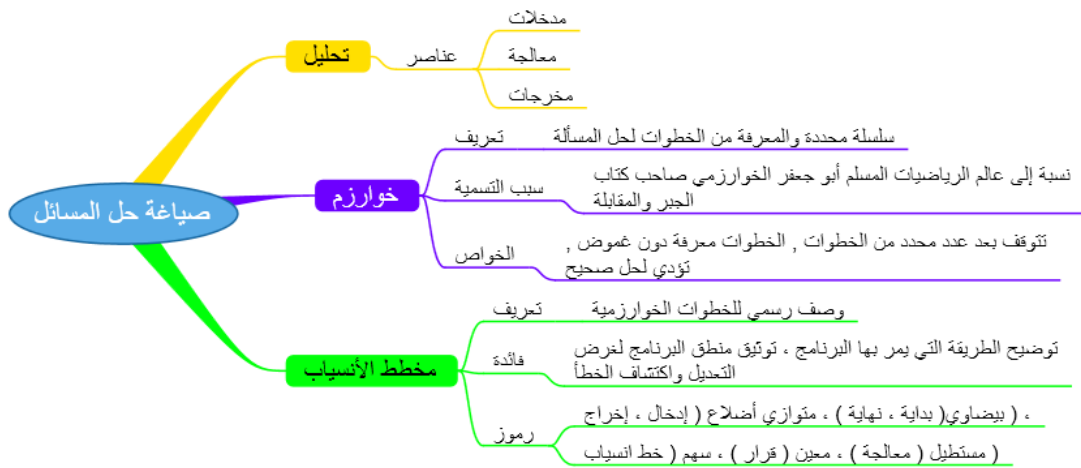 صياغة حل المسائل
تحليل
عناصر
مدخلات
معالجة
مخرجات
خوارزم
تعريف
سلسلة محددة والمعرفة من الخطوات لحل المسألة
سبب التسمية
نسبة إلى عالم الرياضيات المسلم أبو جعفر الخوارزمي صاحب كتاب
الجبر والمقابلة
الخواص
تتوقف بعد عدد محدد من الخطوات , الخطوات معرفة دون غموض ,
تؤدي لحل صحيح
مخطط الأنسياب
تعريف
وصف رسمي للخطوات الخوارزمية
فائدة
توضيح الطريقة التي يمر بها البرنامج ، توثيق منطق البرنامج لغرض
التعديل واكتشاف الخطأ
رموز
، ( بيضاوي( بداية ، نهاية ) ، متوازي أضلاع ( إدخال ، إخراج
( مستطيل ( معالجة ) ، معين ( قرار ) ، سهم ( خط انسياب